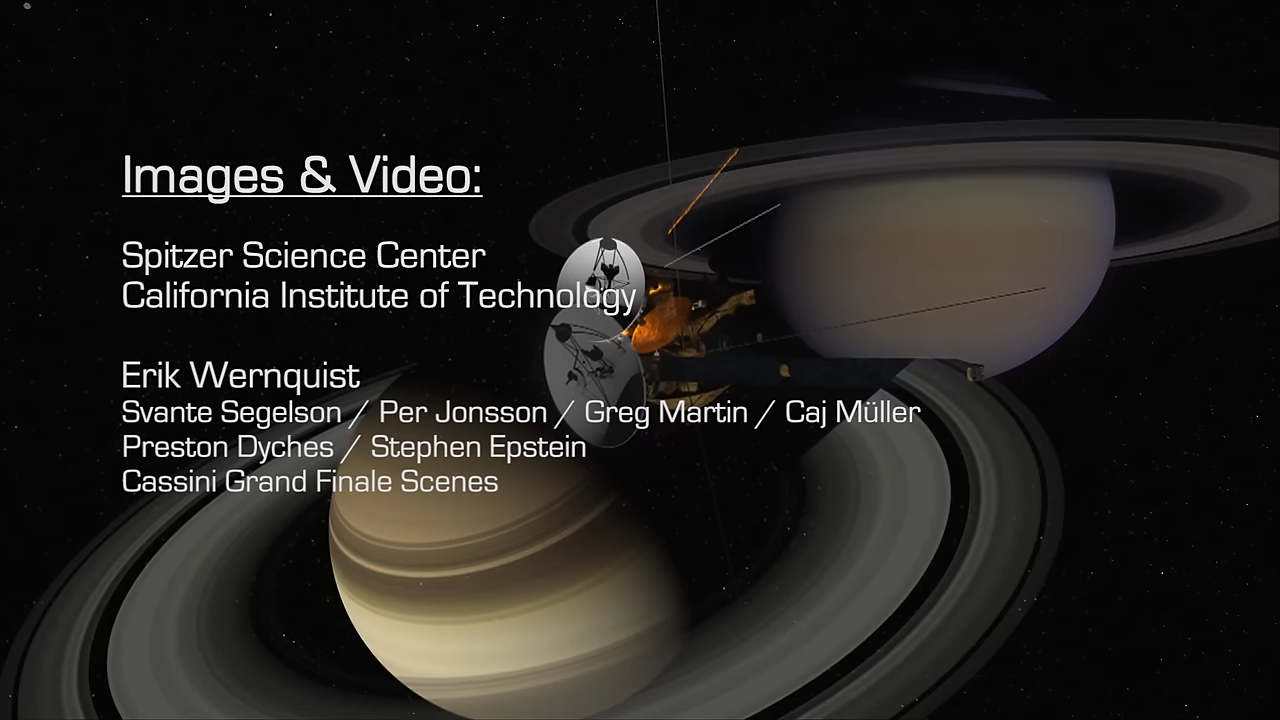 Images & Video:
Spitzer Science Center
California Institute of Technology
Erik Wernquist
Svante Segelson / Per Jonsson / Greg Martin / Caj Müller
Preston Dyches / Stephen Epstein
Cassini Grand Finale Scenes